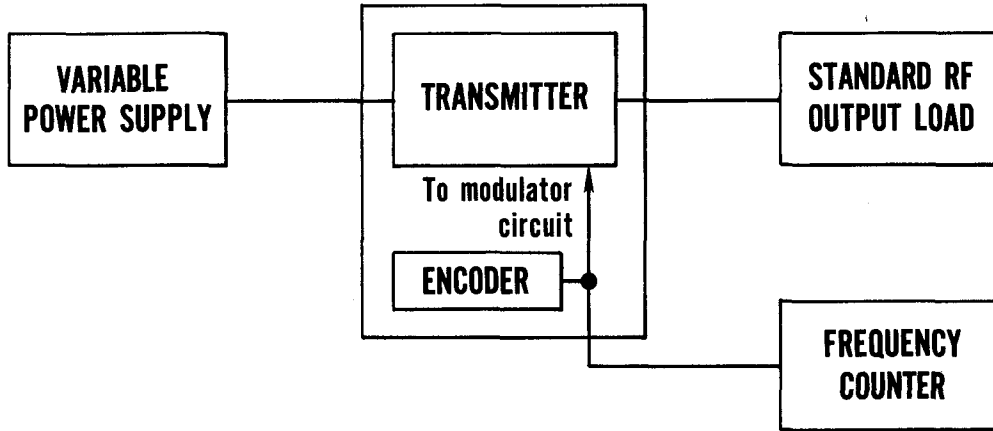 VARIABLE
POWER SUPPLY
TRANSMITTER
STANDARD RF
OUTPUT LOAD
To modulator
circuit
ENCODER
FREQUENCY
COUNTER